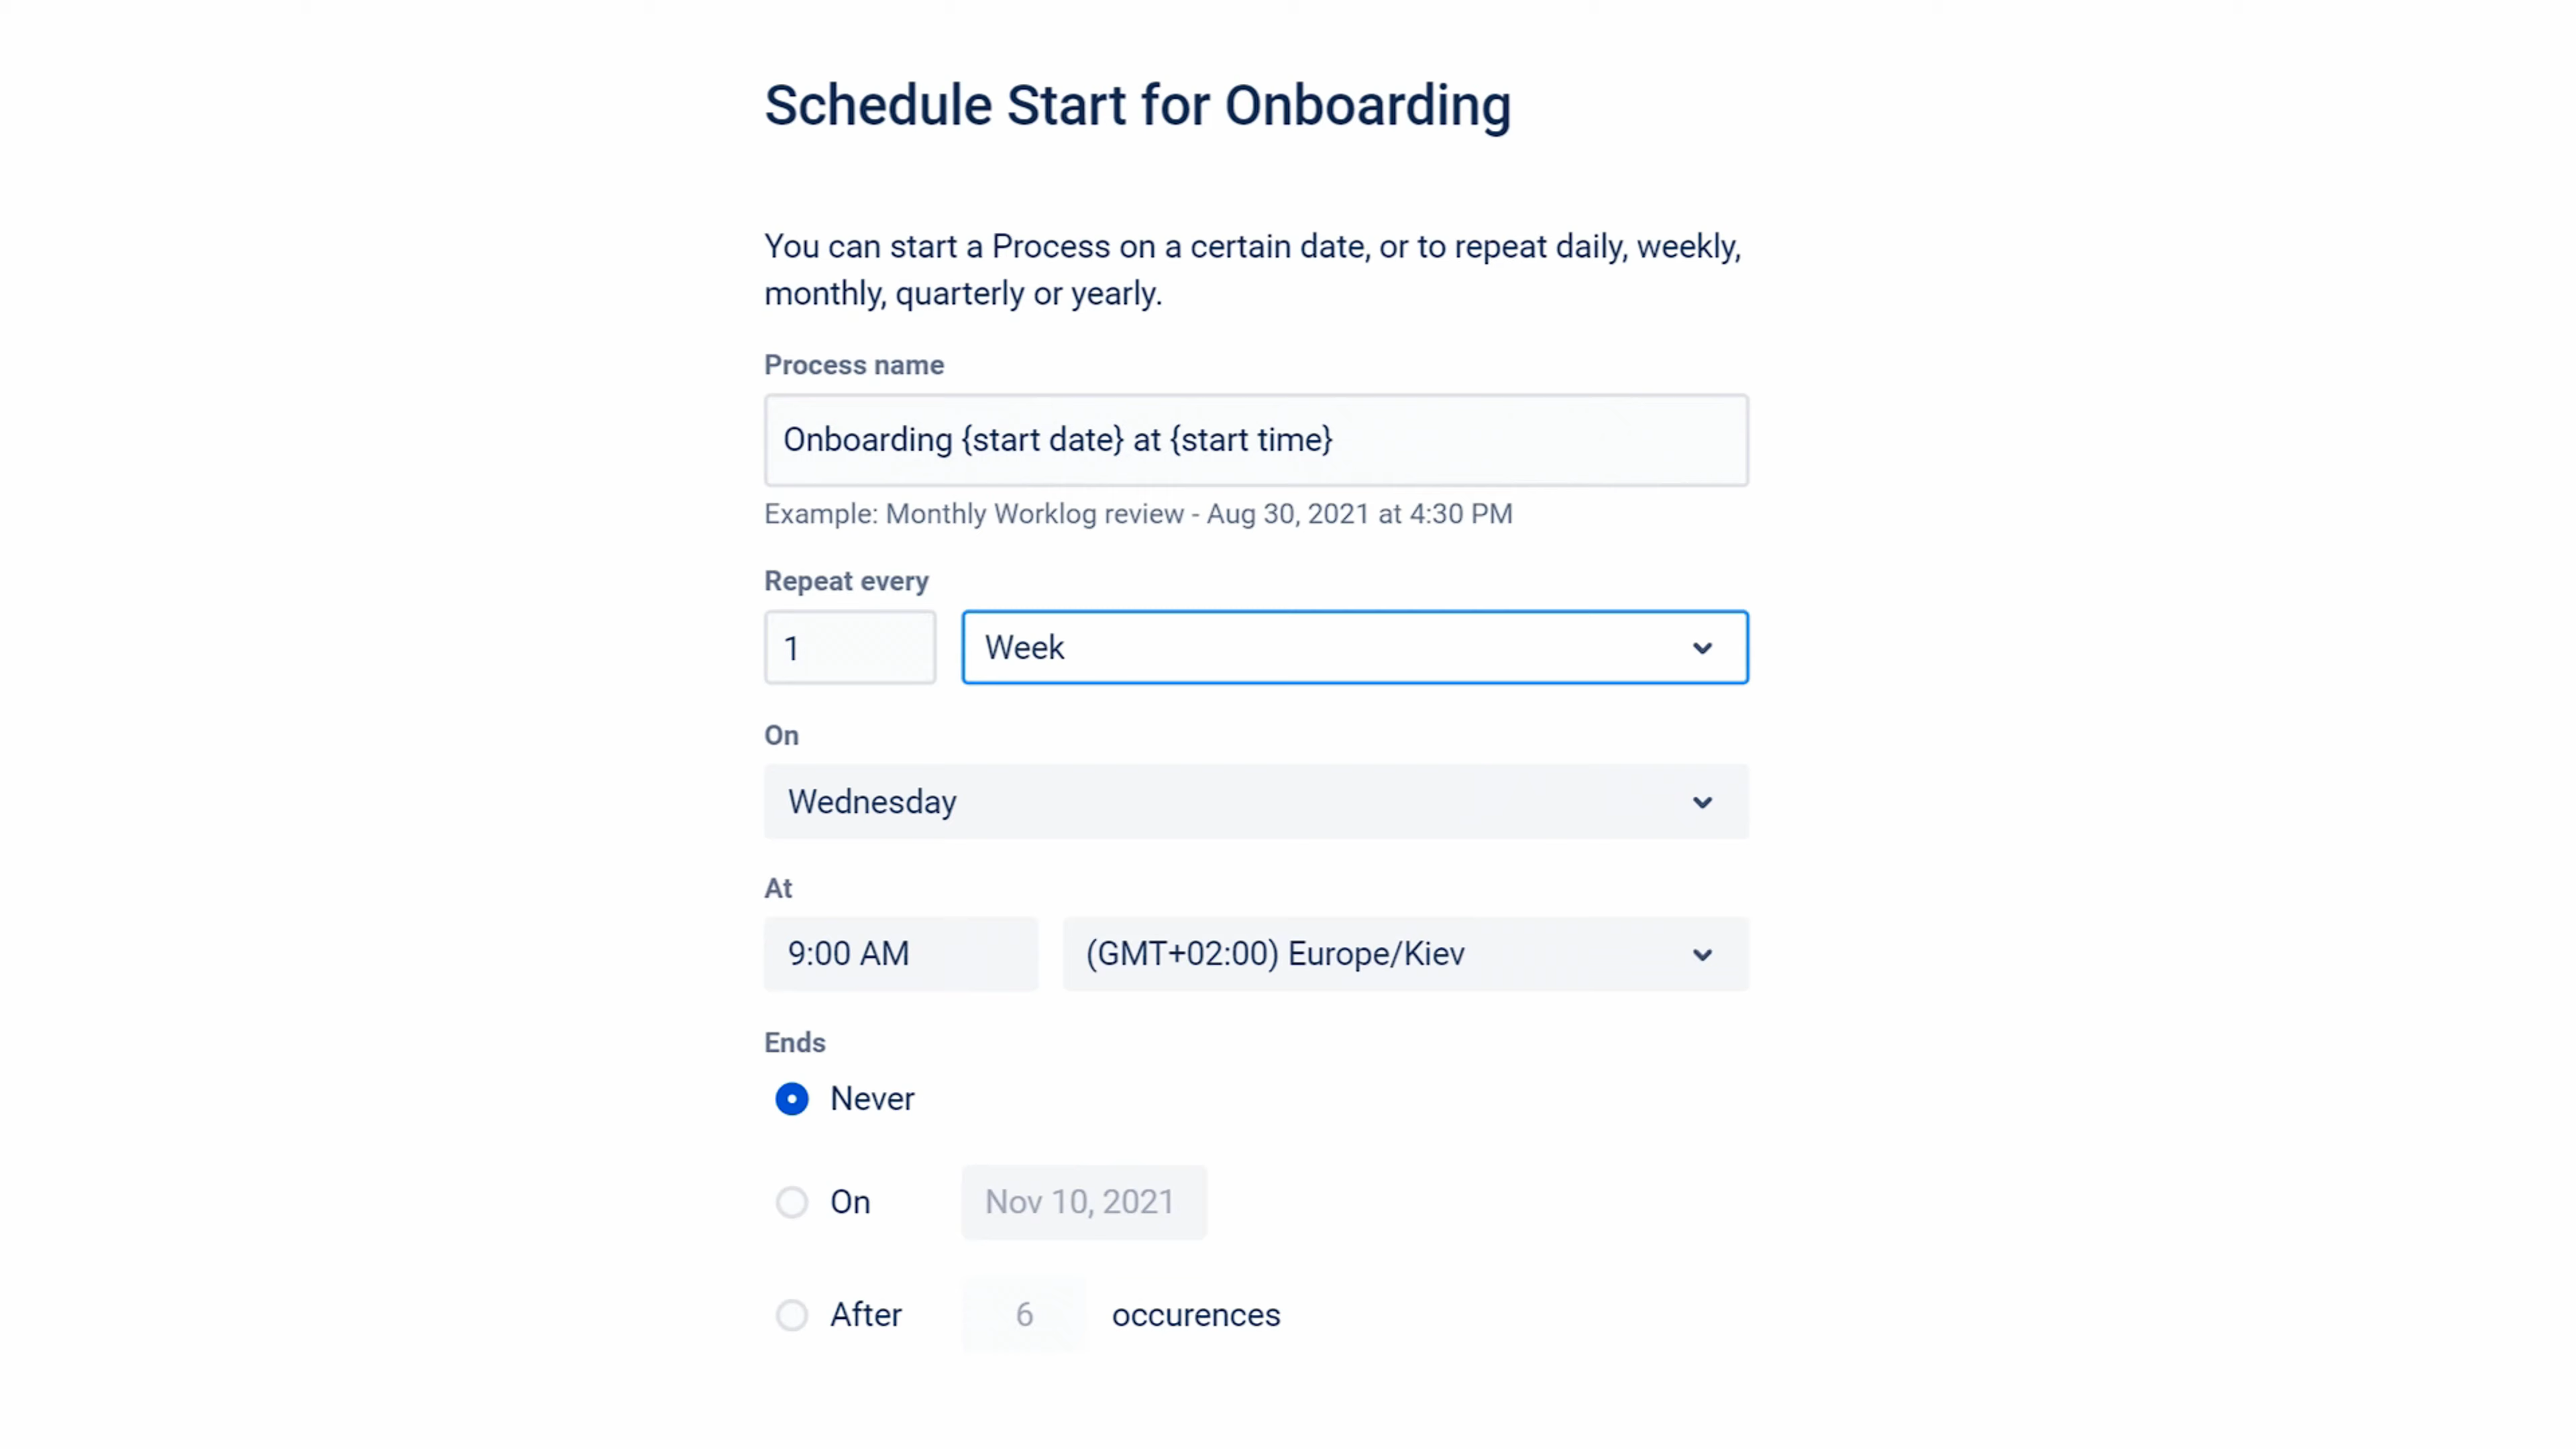 Schedule Start for Onboarding
You can start a Process on a certain date, or to repeat daily, weekly,
monthly, quarterly or yearly.
Process name
Onboarding {start date} at {start time}
Example: Monthly Worklog review - Aug 30, 2021 at 4:30 PM
Repeat every
1 Week
On
Wednesday
At
9:00 AM (GMT+02:00) Europe/Kiev
Ends
Never
On Nov 10, 2021
After 6 occurences